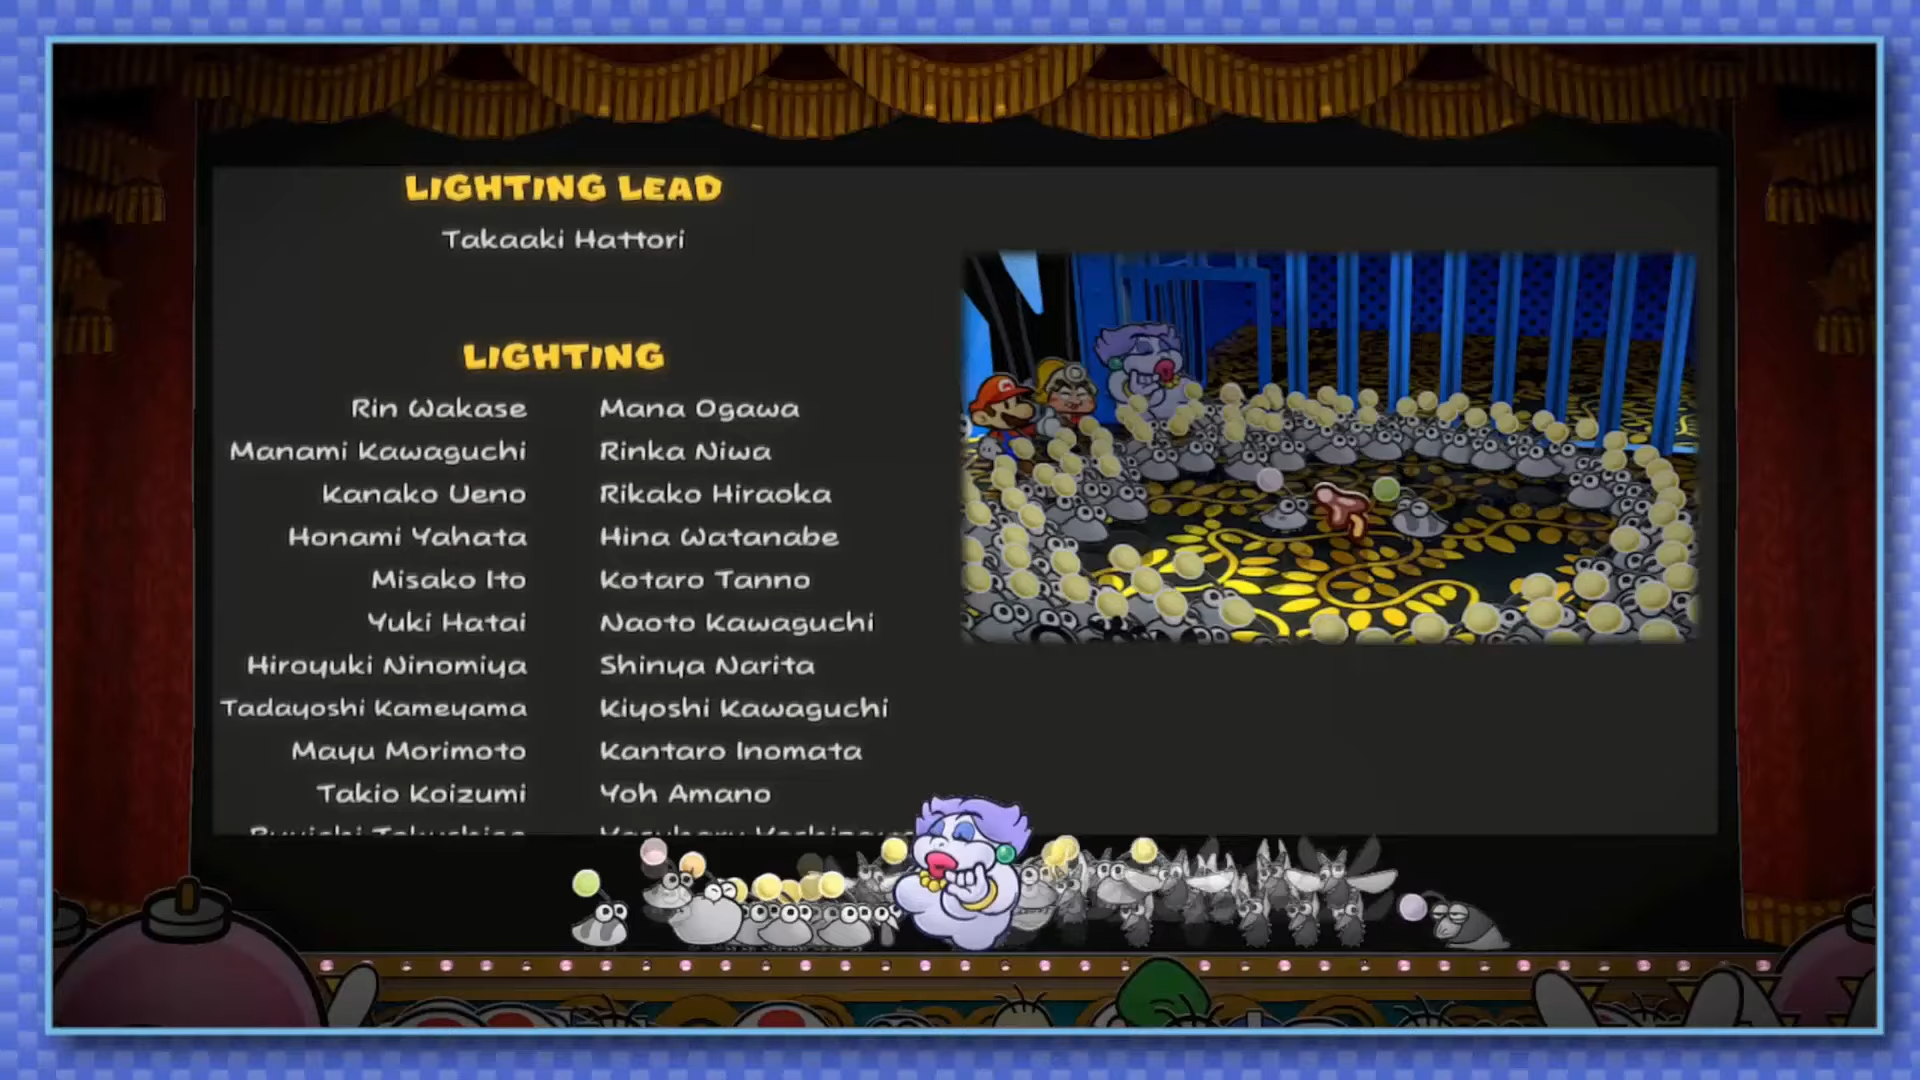 LIGHTING LEAD
Takaaki Hattori
LIGHTING
Rin Wakase Mana Ogawa
Manami Kawaguchi Rinka Niwa
Kanako Ueno Rikako Hiraoka
Honami Yahata Hina Watanabe
Misako Ito Kotaro Tanno
Yuki Hatai Naoto Kawaguchi
Hiroyuki Ninomiya Shinya Narita
Tadayoshi Kameyama Kiyoshi Kawaguchi
Mayu Morimoto Kantaro Inomata
Takio Koizumi Yoh Amano